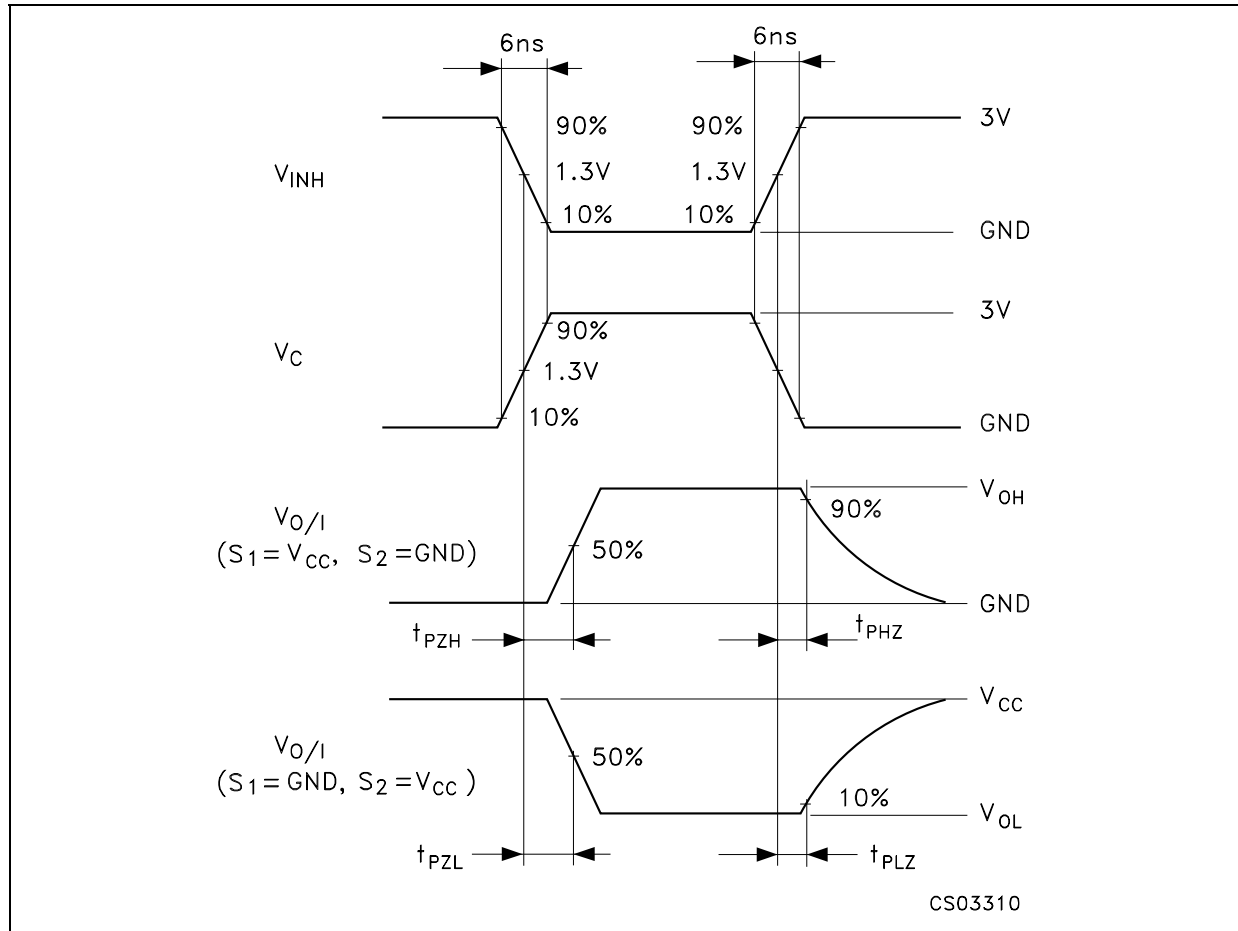 6ns 6ns
90% 90% 3V
V_INH 1.3V 1.3V
10% 10%
GND
3V
90%
V_C 1.3V
10% GND
V_OH
V_O/I 90%
(S_1=V_CC, S_2=GND) 50%
GND
t_PZH t_PHZ
V_CC
V_O/I 50%
(S_1=GND, S_2=V_CC)
10%
V_OL
t_PZL t_PLZ
CS03310